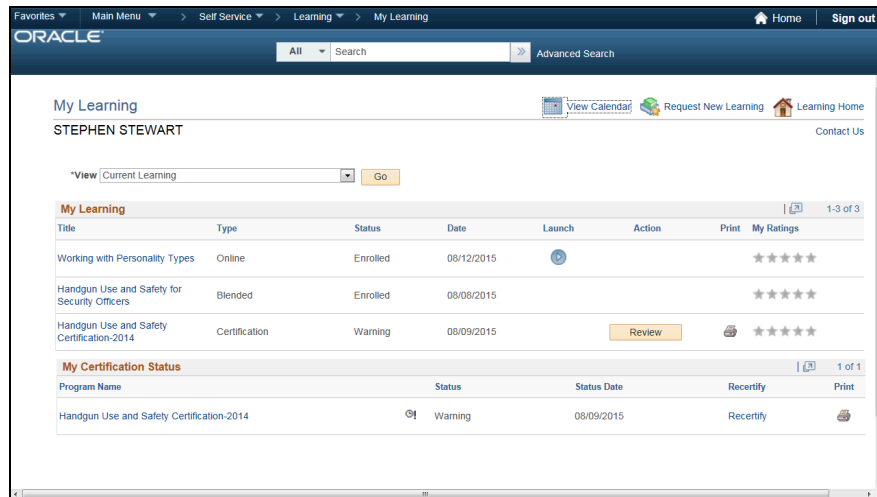 Favorites Main Menu > Self Service > Learning > My Learning Home Sign out
ORACLE
All Search Advanced Search
My Learning View Calendar Request New Learning Learning Home
STEPHEN STEWART Contact Us
*View Current Learning Go
My Learning 1-3 of 3
Title Type Status Date Launch Action Print My Ratings
Working with Personality Types Online Enrolled 08/12/2015
Handgun Use and Safety for
Security Officers Blended Enrolled 08/08/2015
Handgun Use and Safety
Certification-2014 Certification Warning 08/09/2015 Review
My Certification Status 1 of 1
Program Name Status Status Date Recertify Print
Handgun Use and Safety Certification-2014 Warning 08/09/2015 Recertify